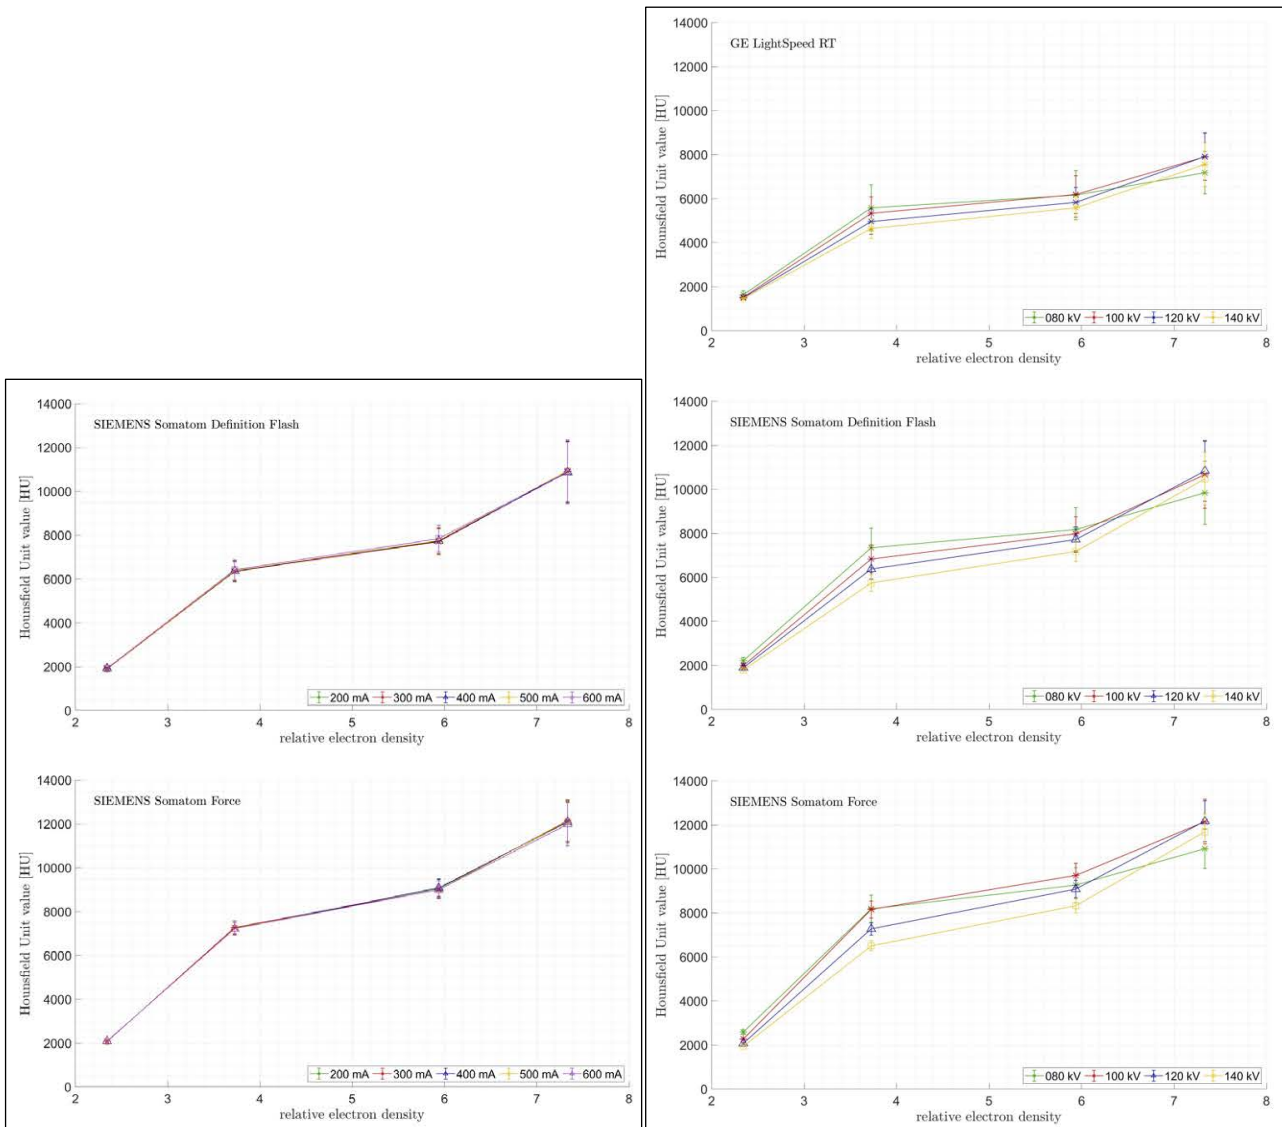 14000
12000
10000
8000
6000
4000
2000
0
Hounsfield Unit value [HU]
GE LightSpeed RT
080 kV 100 kV 120 kV 140 kV
2 3 4 5 6 7 8
relative electron density
14000
12000
10000
8000
6000
4000
2000
0
Hounsfield Unit value [HU]
SIEMENS Somatom Definition Flash
200 mA 300 mA 400 mA 500 mA 600 mA
2 3 4 5 6 7 8
relative electron density
14000
12000
10000
8000
6000
4000
2000
0
Hounsfield Unit value [HU]
SIEMENS Somatom Definition Flash
080 kV 100 kV 120 kV 140 kV
2 3 4 5 6 7 8
relative electron density
14000
12000
10000
8000
6000
4000
2000
0
Hounsfield Unit value [HU]
SIEMENS Somatom Force
200 mA 300 mA 400 mA 500 mA 600 mA
2 3 4 5 6 7 8
relative electron density
14000
12000
10000
8000
6000
4000
2000
0
Hounsfield Unit value [HU]
SIEMENS Somatom Force
080 kV 100 kV 120 kV 140 kV
2 3 4 5 6 7 8
relative electron density